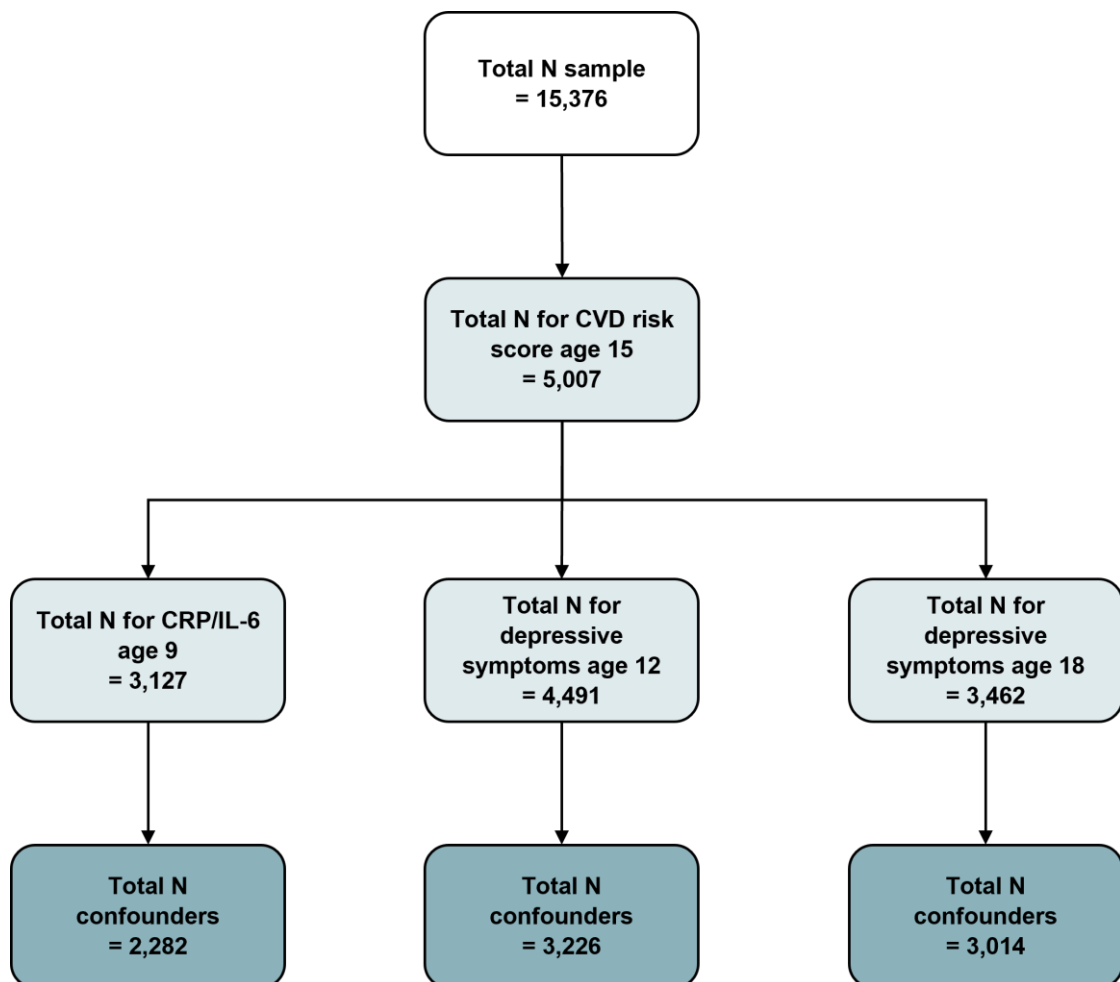 Total N sample
= 15,376
Total N for CVD risk
score age 15
= 5,007
Total N for CRP/IL-6
age 9
= 3,127
Total N for
depressive
symptoms age 12
= 4,491
Total N for
depressive
symptoms age 18
= 3,462
Total N
confounders
= 2,282
Total N
confounders
= 3,226
Total N
confounders
= 3,014